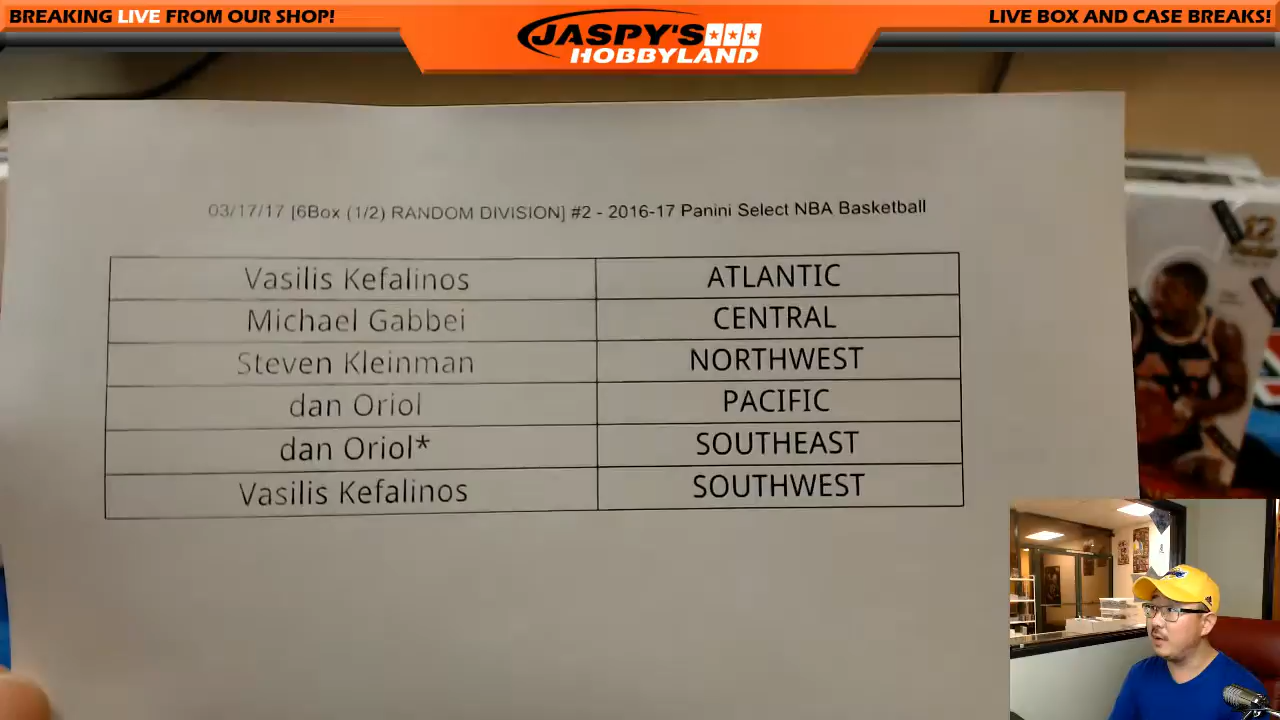 BREAKING LIVE FROM OUR SHOP!
JASPY'S
HOBBYLAND
LIVE BOX AND CASE BREAKS!
03/17/17 [6Box (1/2) RANDOM DIVISION] #2 - 2016-17 Panini Select NBA Basketball
Vasilis Kefalinos ATLANTIC
Michael Gabbei CENTRAL
Steven Kleinman NORTHWEST
dan Oriol PACIFIC
dan Oriol* SOUTHEAST
Vasilis Kefalinos SOUTHWEST
12